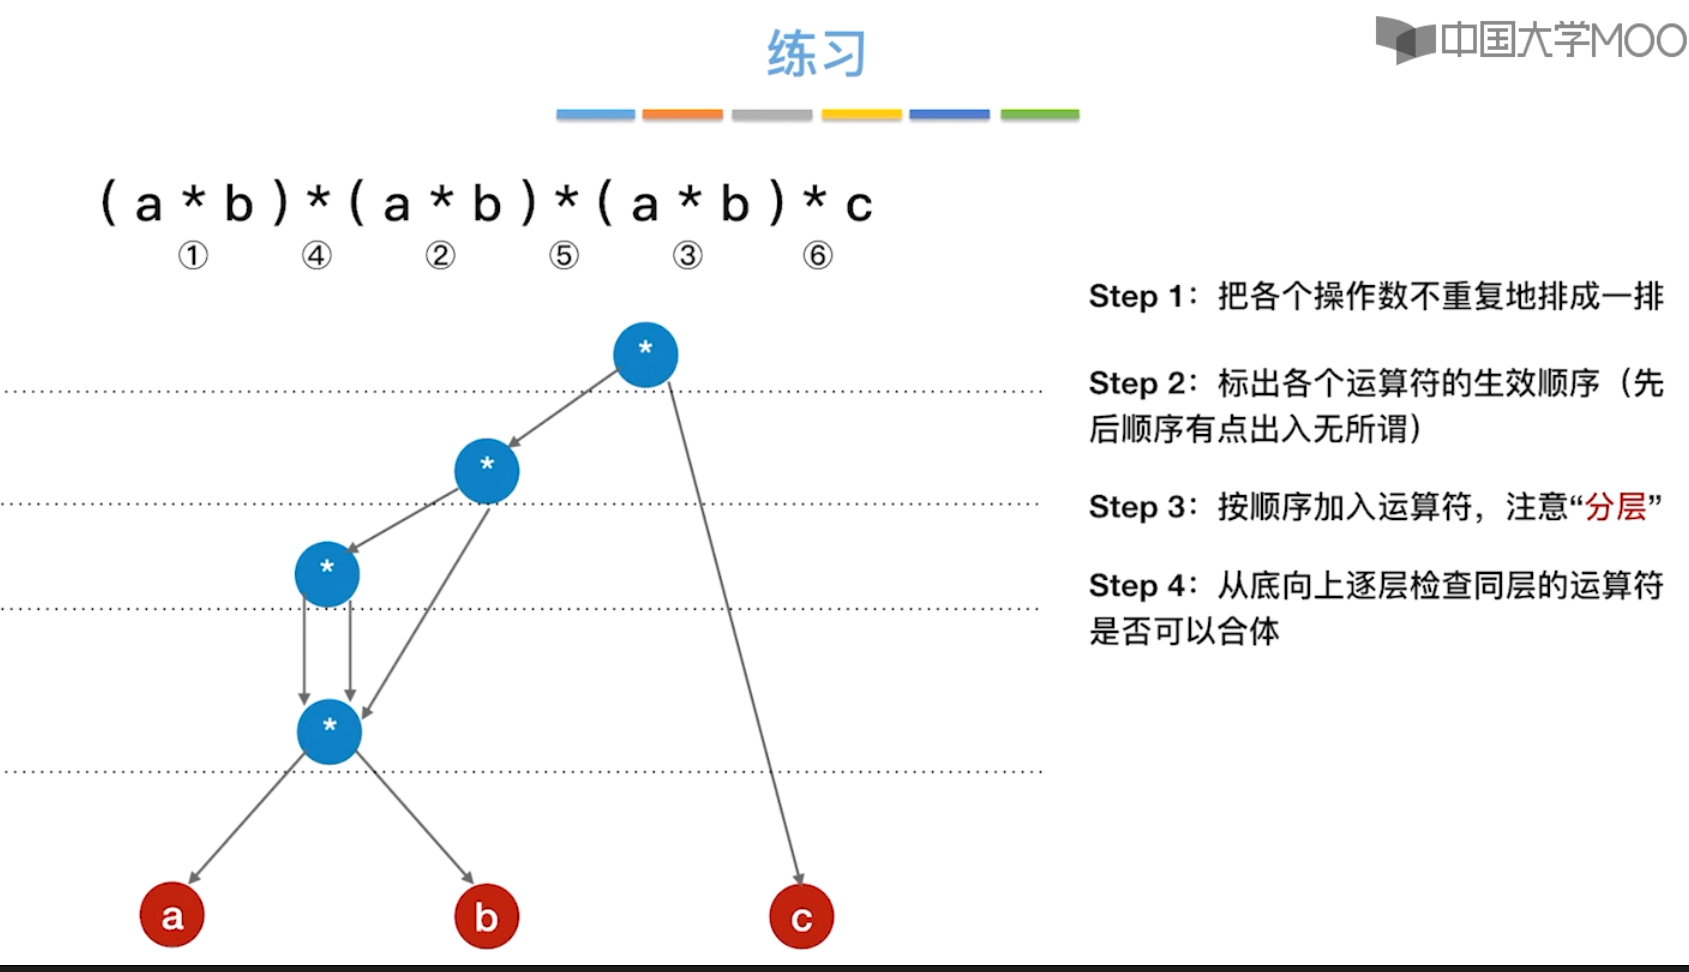 练习
中国大学MOO
( a * b ) * ( a * b ) * ( a * b ) * c
① ④ ② ⑤ ③ ⑥
Step 1：把各个操作数不重复地排成一排
Step 2：标出各个运算符的生效顺序（先
后顺序有点出入无所谓）
Step 3：按顺序加入运算符，注意“分层”
Step 4：从底向上逐层检查同层的运算符
是否可以合体
*
*
*
*
a b c